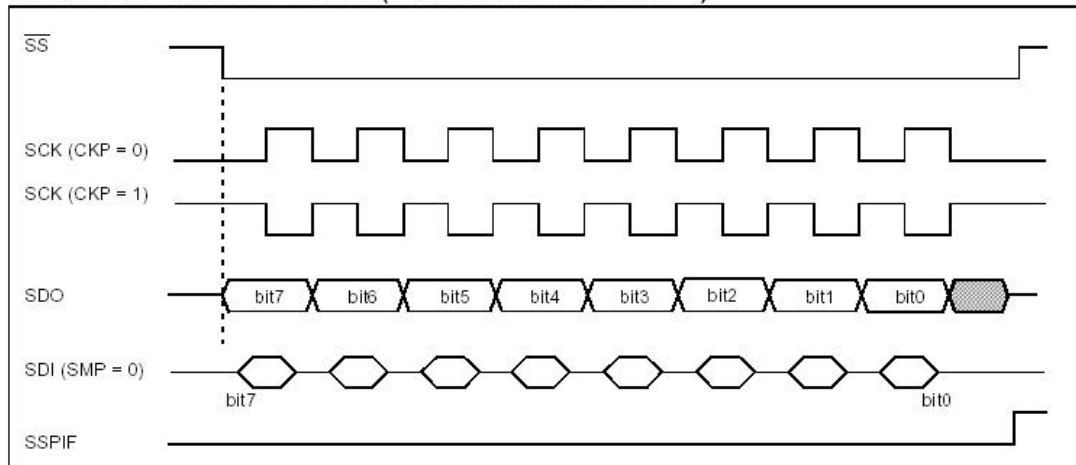 S̅S̅
SCK (CKP = 0)
SCK (CKP = 1)
SDO bit7 bit6 bit5 bit4 bit3 bit2 bit1 bit0
SDI (SMP = 0)
bit7 bit0
SSPIF